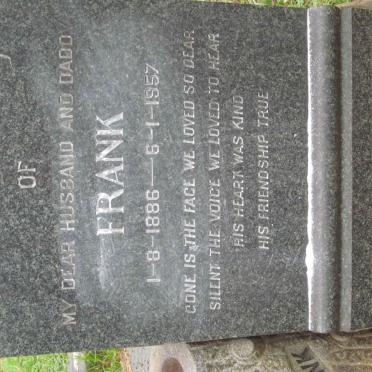 OF
MY DEAR HUSBAND AND DADD
FRANK
1-8-1886—6-1-1957
GONE IS THE FACE WE LOVED SO DEAR
SILENT THE VOICE WE LOVED TO HEAR
HIS HEART WAS KIND
HIS FRIENDSHIP TRUE